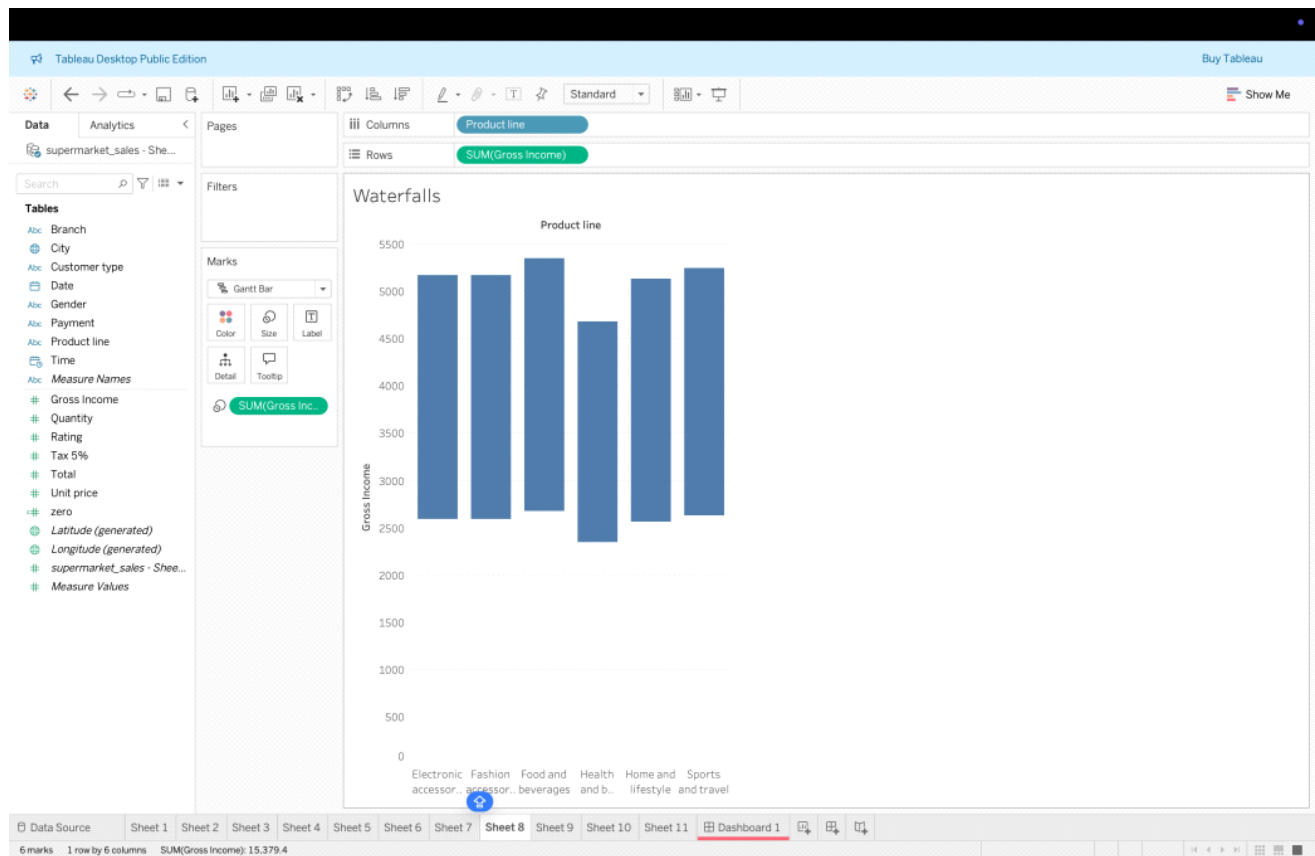 Tableau Desktop Public Edition
Buy Tableau
Standard
Show Me
Data
Analytics
Pages
Columns
Product line
supermarket_sales - She...
Rows
SUM(Gross Income)
Search
Filters
Tables
Abc Branch
City
Abc Customer type
Date
Abc Gender
Abc Payment
Abc Product line
Time
Abc Measure Names
# Gross Income
# Quantity
# Rating
# Tax 5%
# Total
# Unit price
=# zero
Latitude (generated)
Longitude (generated)
# supermarket_sales - Shee...
# Measure Values
Marks
Gantt Bar
Color
Size
Label
Detail
Tooltip
SUM(Gross Inc..
Waterfalls
Product line
5500
5000
4500
4000
3500
3000
2500
2000
1500
1000
500
0
Gross Income
Electronic accessor..
Fashion accessor..
Food and beverages
Health and b..
Home and lifestyle
Sports and travel
Data Source
Sheet 1
Sheet 2
Sheet 3
Sheet 4
Sheet 5
Sheet 6
Sheet 7
Sheet 8
Sheet 9
Sheet 10
Sheet 11
Dashboard 1
6 marks
1 row by 6 columns
SUM(Gross Income): 15,379.4